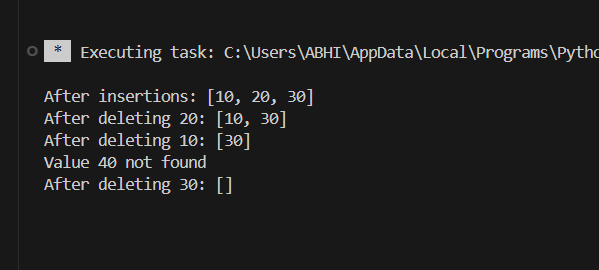 * Executing task: C:\Users\ABHI\AppData\Local\Programs\Pytho
After insertions: [10, 20, 30]
After deleting 20: [10, 30]
After deleting 10: [30]
Value 40 not found
After deleting 30: []